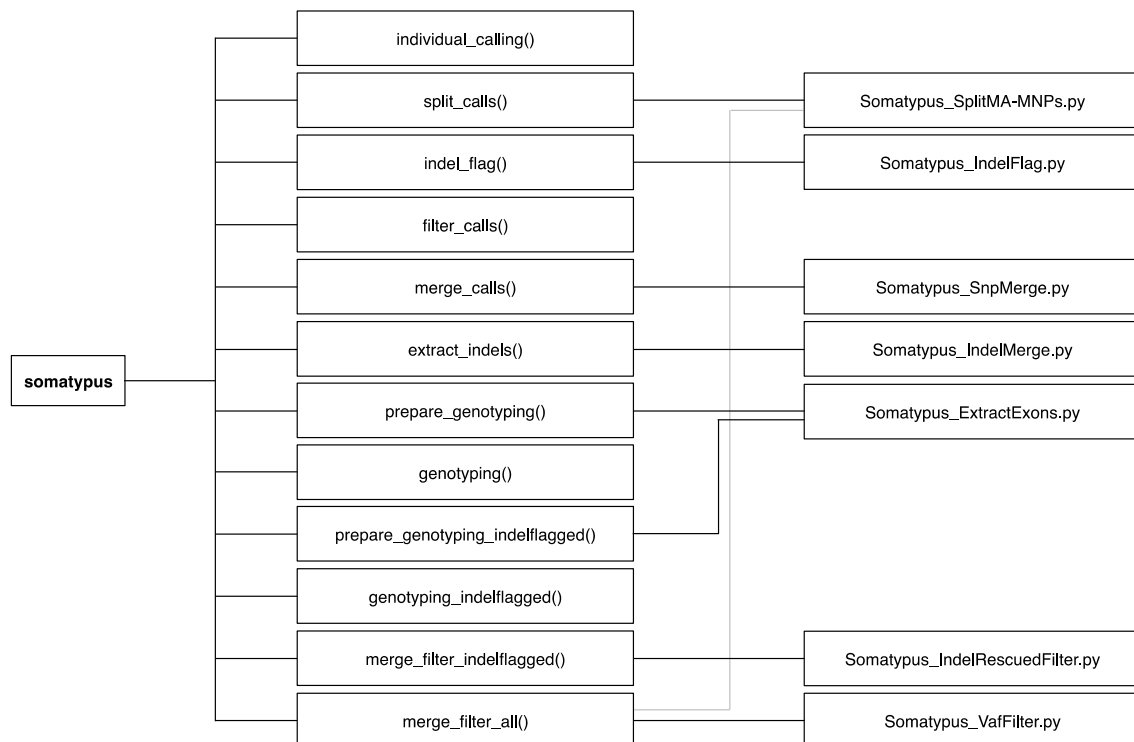 individual_calling()
split_calls()
Somatypus_SplitMA-MNPs.py
indel_flag()
Somatypus_IndelFlag.py
filter_calls()
merge_calls()
Somatypus_SnpMerge.py
extract_indels()
Somatypus_IndelMerge.py
somatypus
prepare_genotyping()
Somatypus_ExtractExons.py
genotyping()
prepare_genotyping_indelflagged()
genotyping_indelflagged()
merge_filter_indelflagged()
Somatypus_IndelRescuedFilter.py
merge_filter_all()
Somatypus_VafFilter.py